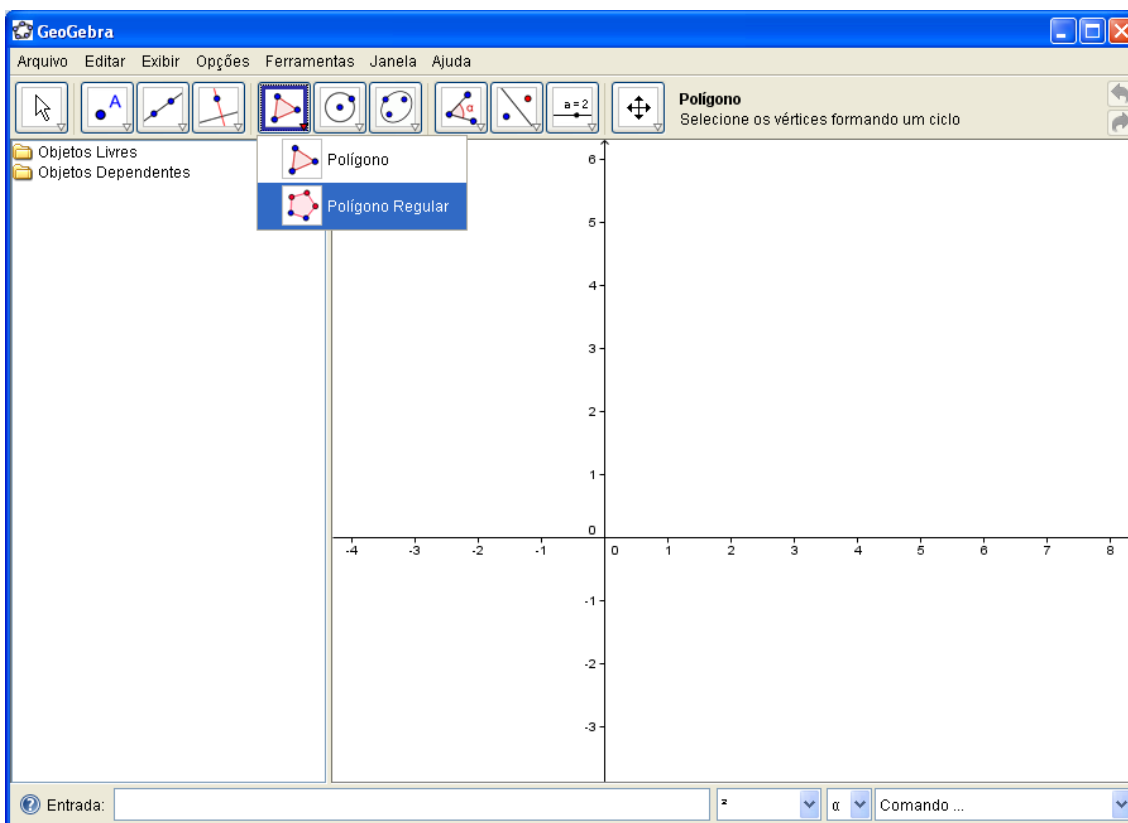 GeoGebra
Arquivo Editar Exibir Opções Ferramentas Janela Ajuda
A α a = 2
Polígono
Selecione os vértices formando um ciclo
Objetos Livres
Objetos Dependentes
Polígono
Polígono Regular
6
5
4
3
2
1
0
-4 -3 -2 -1 0 1 2 3 4 5 6 7 8
-1
-2
-3
Entrada: ² α Comando ...